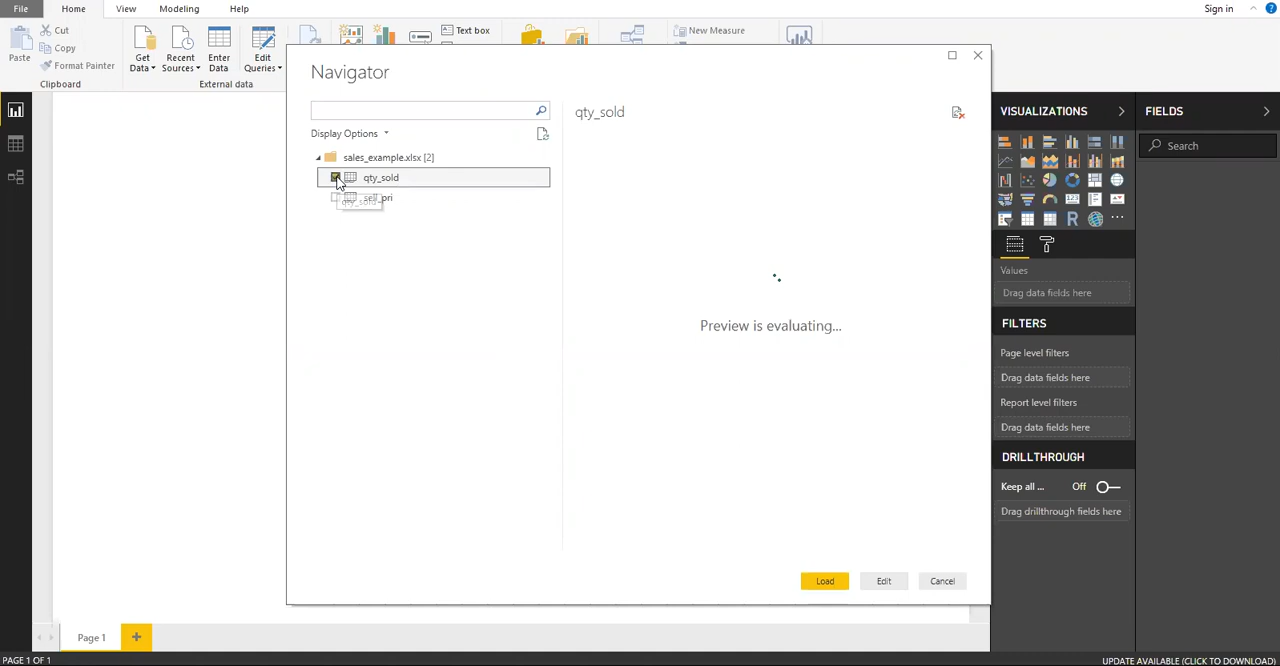 File
Home
View
Modeling
Help
Sign in
Cut
Copy
Format Painter
Paste
Clipboard
Get
Data
Recent
Sources
Enter
Data
Edit
Queries
External data
Text box
New Measure
Navigator
Display Options
sales_example.xlsx [2]
qty_sold
sell_pri
qty_sold
qty_sold
Preview is evaluating...
Load
Edit
Cancel
VISUALIZATIONS
R
Values
Drag data fields here
FILTERS
Page level filters
Drag data fields here
Report level filters
Drag data fields here
DRILLTHROUGH
Keep all ...
Off
Drag drillthrough fields here
FIELDS
Search
Page 1
PAGE 1 OF 1
UPDATE AVAILABLE (CLICK TO DOWNLOAD)